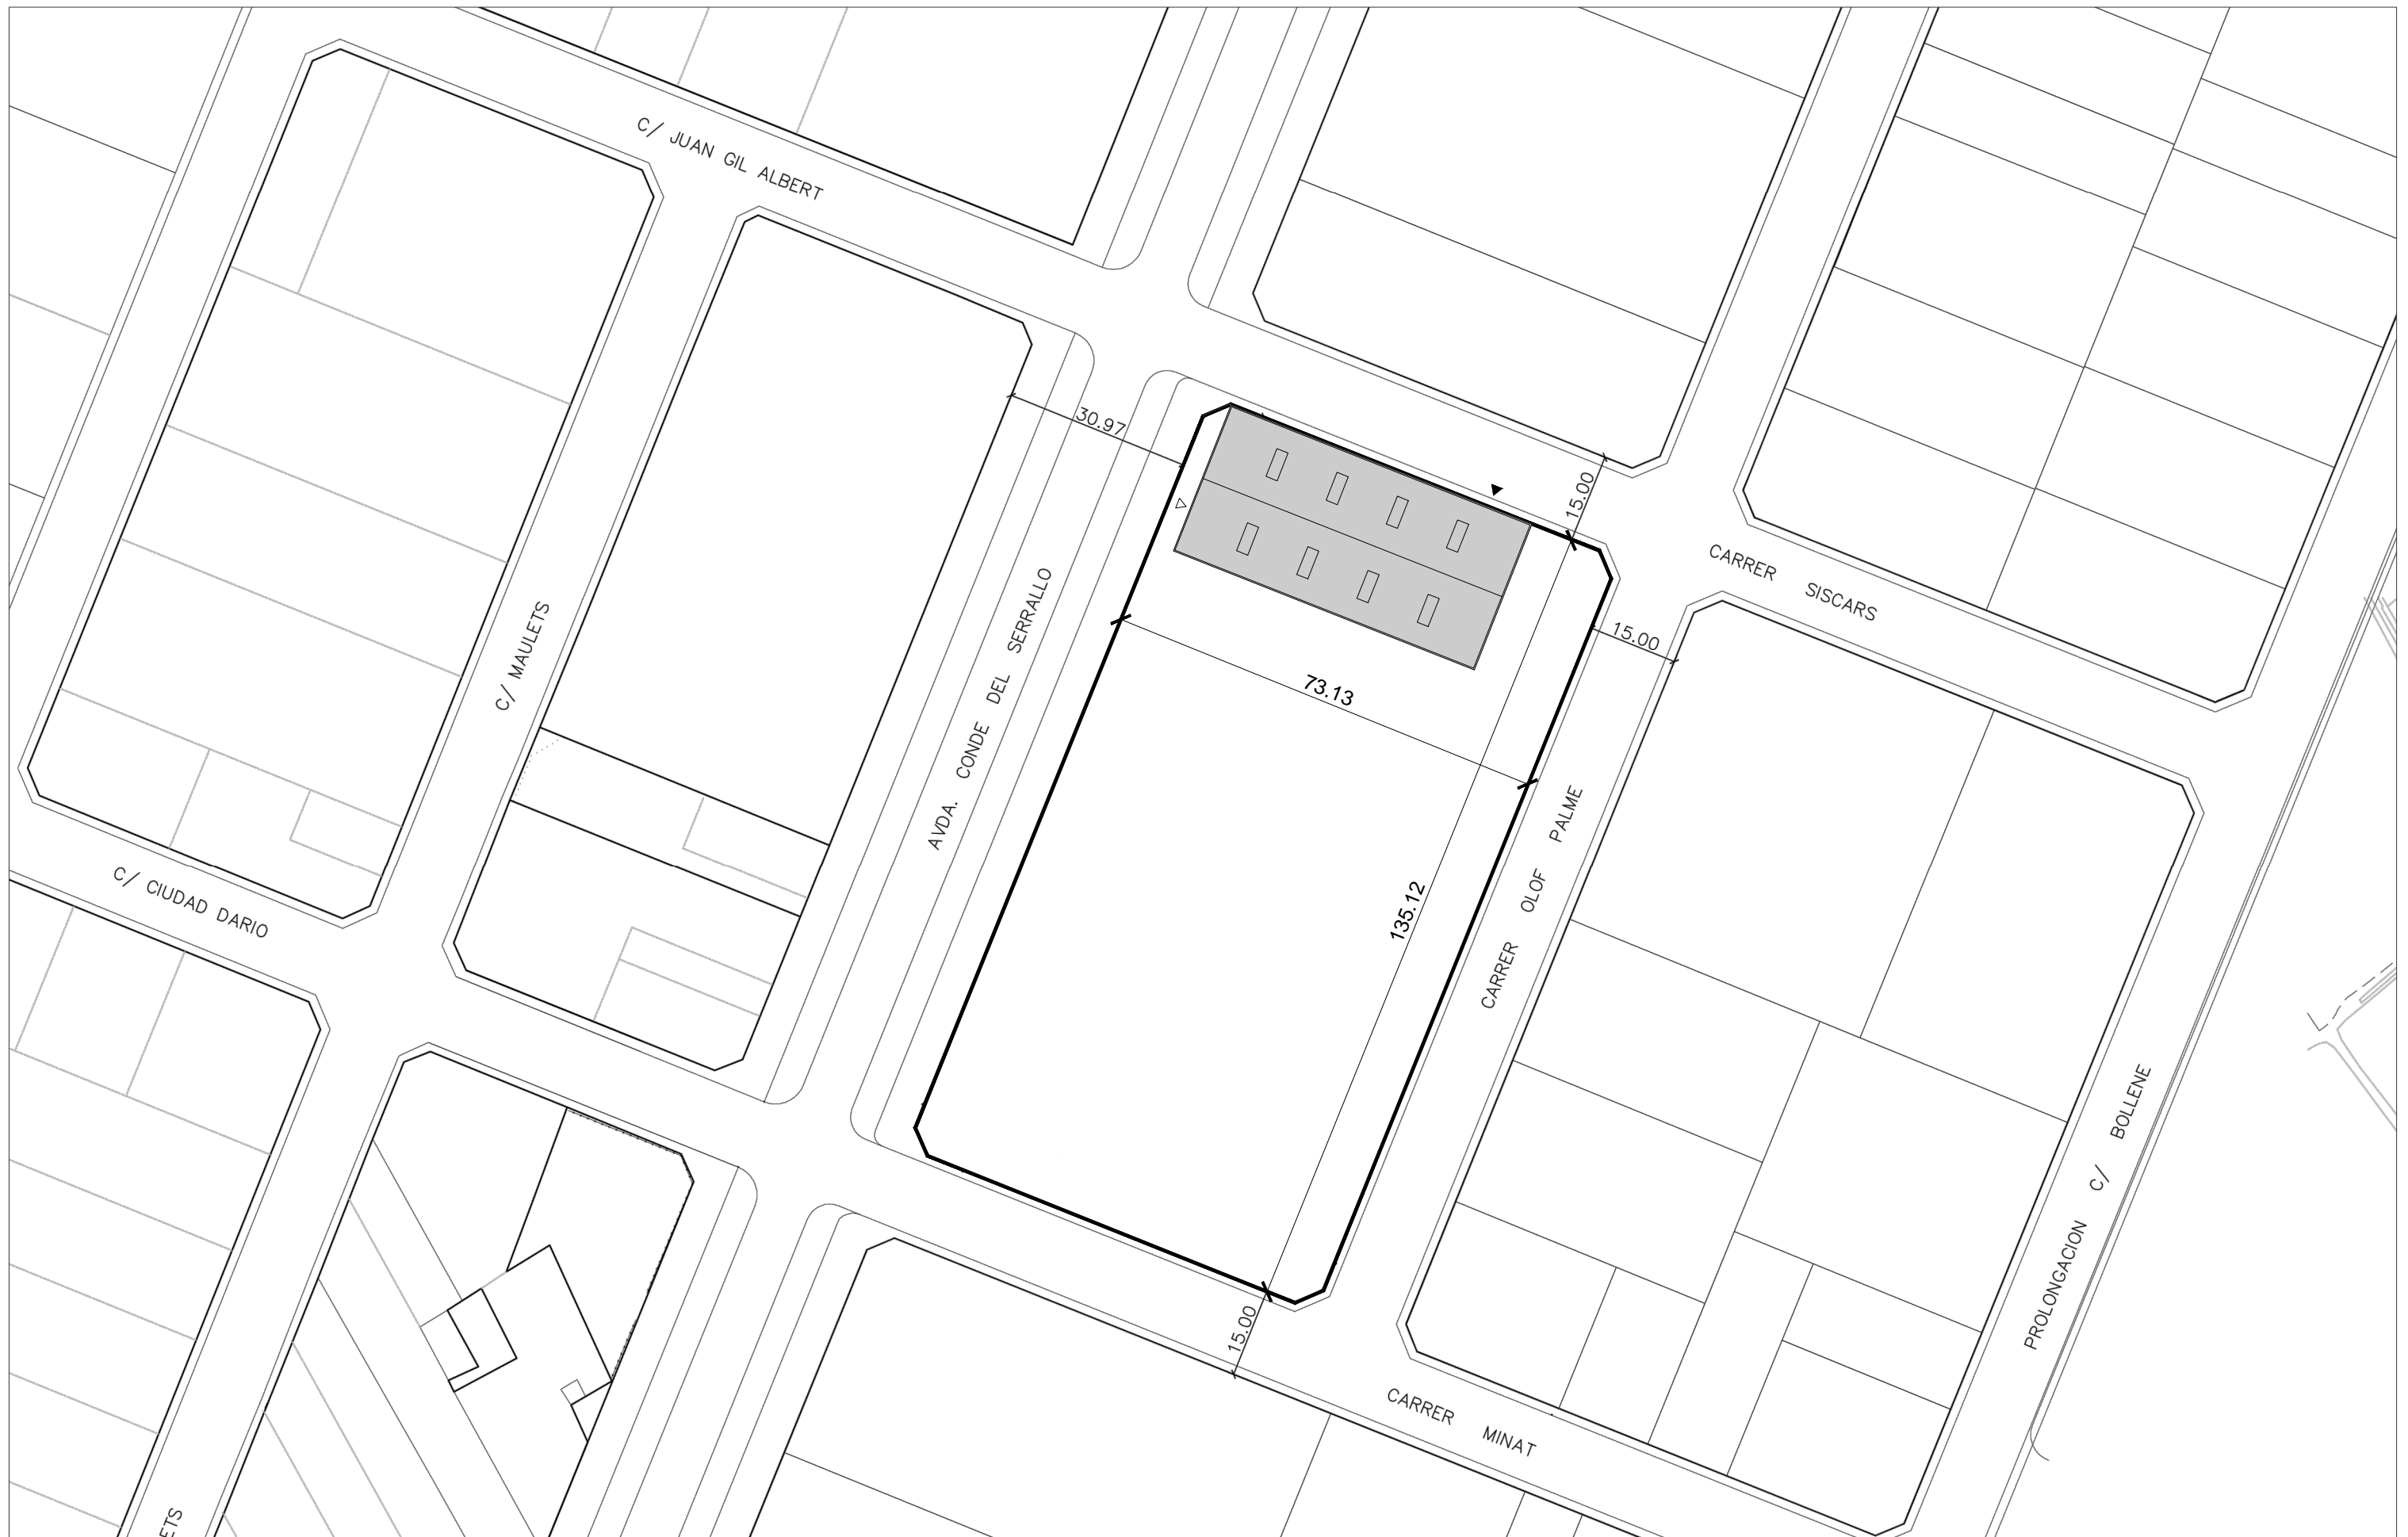 C/ JUAN GIL ALBERT
30.97
15.00
CARRER SISCARS
15.00
C/ MAULETS
AVDA. CONDE DEL SERRALLO
73.13
CARRER OLOF PALME
135.12
C/ CIUDAD DARIO
PROLONGACION C/ BOLLENE
15.00
CARRER MINAT
ETS